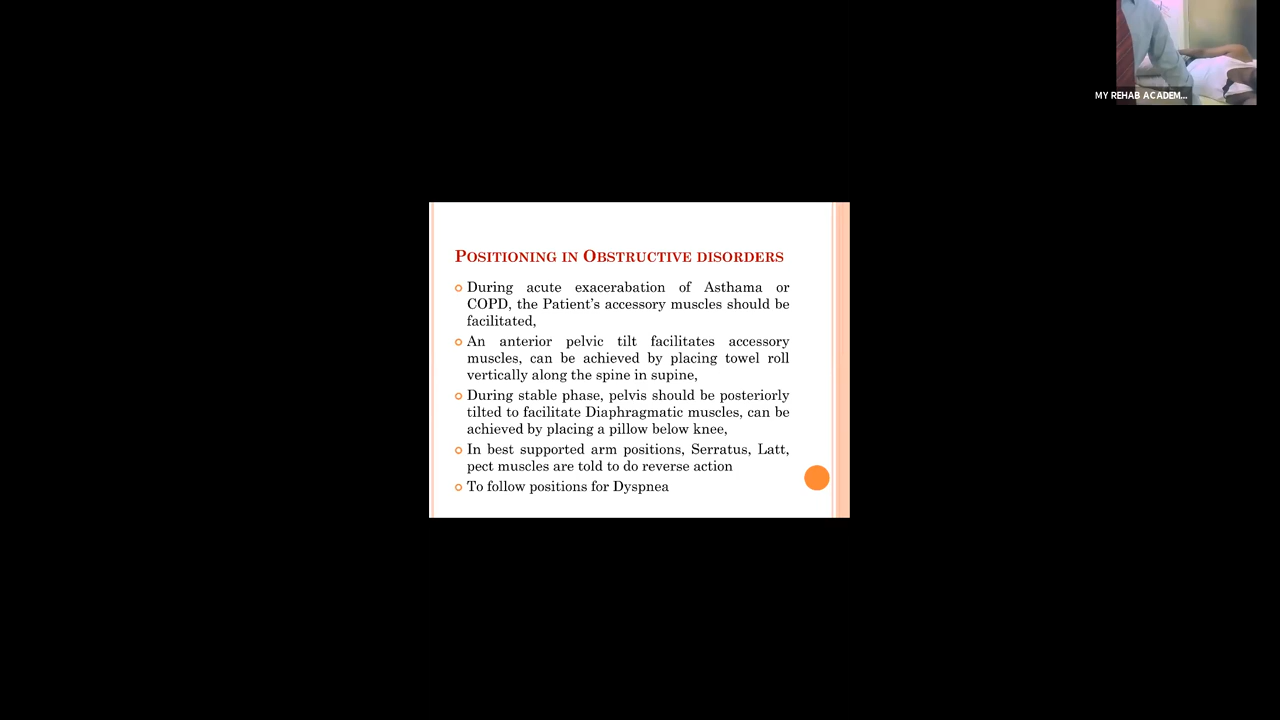 MY REHAB ACADEM...
POSITIONING IN OBSTRUCTIVE DISORDERS
During acute exacerabation of Asthama or
COPD, the Patient's accessory muscles should be
facilitated,
An anterior pelvic tilt facilitates accessory
muscles, can be achieved by placing towel roll
vertically along the spine in supine,
During stable phase, pelvis should be posteriorly
tilted to facilitate Diaphragmatic muscles, can be
achieved by placing a pillow below knee,
In best supported arm positions, Serratus, Latt,
pect muscles are told to do reverse action
To follow positions for Dyspnea